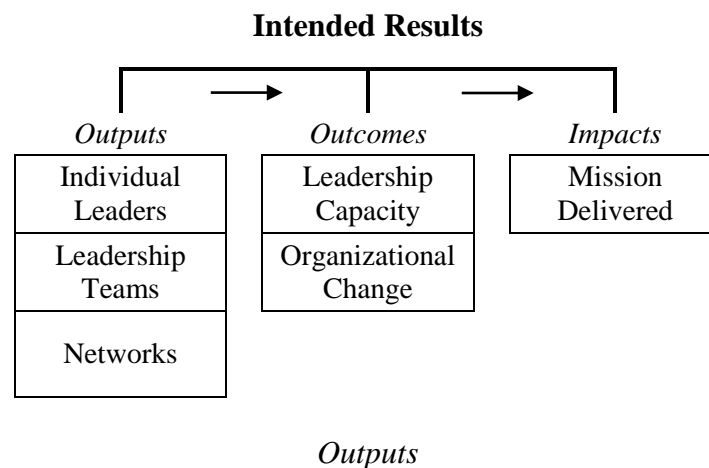 Intended Results
Outputs
Outcomes
Impacts
Individual
Leaders
Leadership
Teams
Networks
Leadership
Capacity
Organizational
Change
Mission
Delivered
Outputs